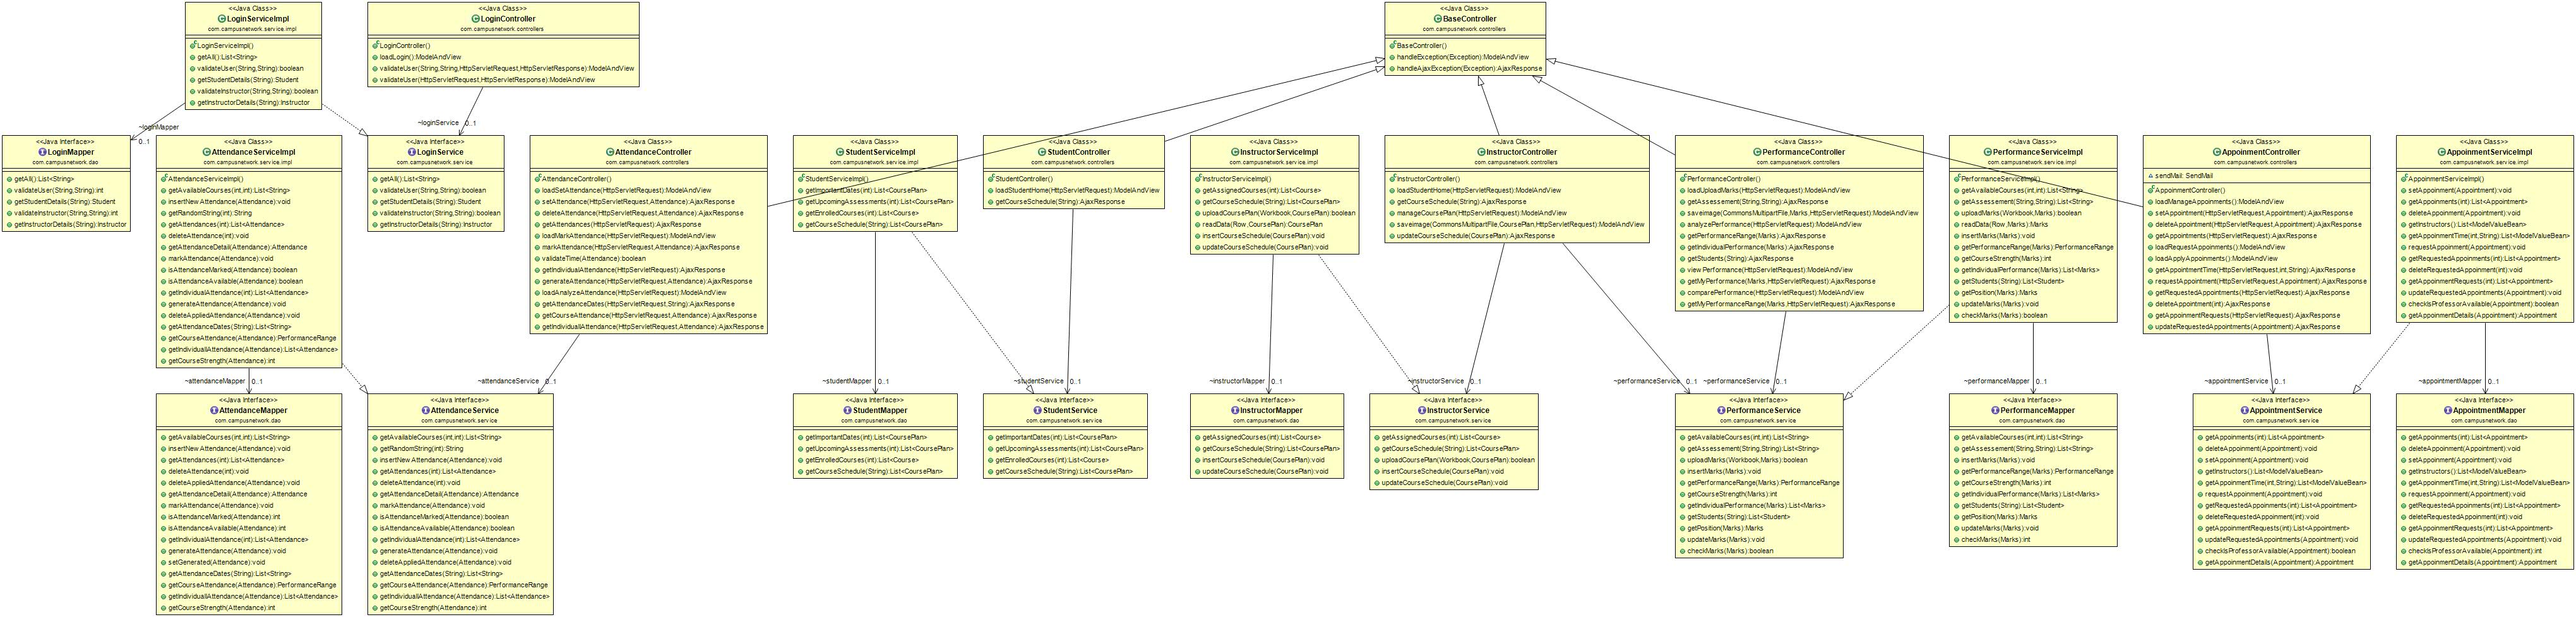 <<Java Class>>
LoginServiceImpl
com.campusnetwork.service.impl
LoginServiceImpl()
getAll():List<String>
validateUser(String,String):boolean
getStudentDetails(String):Student
validateInstructor(String,String):boolean
getInstructorDetails(String):Instructor
<<Java Class>>
LoginController
com.campusnetwork.controllers
LoginController()
loadLogin():ModelAndView
validateUser(String,String,HttpServletRequest,HttpServletResponse):ModelAndView
validateUser(HttpServletRequest,HttpServletResponse):ModelAndView
<<Java Class>>
BaseController
com.campusnetwork.controllers
BaseController()
handleException(Exception):ModelAndView
handleAjaxException(Exception):AjaxResponse
~loginMapper
0..1
~loginService
0..1
<<Java Interface>>
LoginMapper
com.campusnetwork.dao
getAll():List<String>
validateUser(String,String):int
getStudentDetails(String):Student
validateInstructor(String,String):int
getInstructorDetails(String):Instructor
<<Java Class>>
AttendanceServiceImpl
com.campusnetwork.service.impl
AttendanceServiceImpl()
getAvailableCourses(int,int):List<String>
insertNewAttendance(Attendance):void
getRandomString(int):String
getAttendances(int):List<Attendance>
deleteAttendance(int):void
getAttendanceDetail(Attendance):Attendance
markAttendance(Attendance):void
isAttendanceMarked(Attendance):boolean
isAttendanceAvailable(Attendance):boolean
getIndividualAttendance(int):List<Attendance>
generateAttendance(Attendance):void
deleteAppliedAttendance(Attendance):void
getAttendanceDates(String):List<String>
getCourseAttendance(Attendance):PerformanceRange
getIndividuallAttendance(Attendance):List<Attendance>
getCourseStrength(Attendance):int
<<Java Interface>>
LoginService
com.campusnetwork.service
getAll():List<String>
validateUser(String,String):boolean
getStudentDetails(String):Student
validateInstructor(String,String):boolean
getInstructorDetails(String):Instructor
<<Java Class>>
AttendanceController
com.campusnetwork.controllers
AttendanceController()
loadSetAttendance(HttpServletRequest):ModelAndView
setAttendance(HttpServletRequest,Attendance):AjaxResponse
deleteAttendance(HttpServletRequest,Attendance):AjaxResponse
getAttendances(HttpServletRequest):AjaxResponse
loadMarkAttendance(HttpServletRequest):ModelAndView
markAttendance(HttpServletRequest,Attendance):AjaxResponse
validateTime(Attendance):boolean
getIndividualAttendance(HttpServletRequest):AjaxResponse
generateAttendance(HttpServletRequest,Attendance):AjaxResponse
loadAnalyzeAttendance(HttpServletRequest):ModelAndView
getAttendanceDates(HttpServletRequest,String):AjaxResponse
getCourseAttendance(HttpServletRequest,Attendance):AjaxResponse
getIndividuallAttendance(HttpServletRequest,Attendance):AjaxResponse
<<Java Class>>
StudentServiceImpl
com.campusnetwork.service.impl
StudentServiceImpl()
getImportantDates(int):List<CoursePlan>
getUpcomingAssessments(int):List<CoursePlan>
getEnrolledCourses(int):List<Course>
getCourseSchedule(String):List<CoursePlan>
<<Java Class>>
StudentController
com.campusnetwork.controllers
StudentController()
loadStudentHome(HttpServletRequest):ModelAndView
getCourseSchedule(String):AjaxResponse
<<Java Class>>
InstructorServiceImpl
com.campusnetwork.service.impl
InstructorServiceImpl()
getAssignedCourses(int):List<Course>
getCourseSchedule(String):List<CoursePlan>
uploadCoursePlan(Workbook,CoursePlan):boolean
readData(Row,CoursePlan):CoursePlan
insertCourseSchedule(CoursePlan):void
updateCourseSchedule(CoursePlan):void
<<Java Class>>
InstructorController
com.campusnetwork.controllers
InstructorController()
loadStudentHome(HttpServletRequest):ModelAndView
getCourseSchedule(String):AjaxResponse
manageCoursePlan(HttpServletRequest):ModelAndView
saveimage(CommonsMultipartFile,CoursePlan,HttpServletRequest):ModelAndView
updateCourseSchedule(CoursePlan):AjaxResponse
<<Java Class>>
PerformanceController
com.campusnetwork.controllers
PerformanceController()
loadUploadMarks(HttpServletRequest):ModelAndView
getAssessment(String,String):AjaxResponse
saveimage(CommonsMultipartFile,Marks,HttpServletRequest):ModelAndView
analyzePerformance(HttpServletRequest):ModelAndView
getPerformanceRange(Marks):AjaxResponse
getIndividualPerformance(Marks):AjaxResponse
getStudents(String):AjaxResponse
viewPerformance(HttpServletRequest):ModelAndView
getMyPerformance(Marks,HttpServletRequest):AjaxResponse
comparePerformance(HttpServletRequest):ModelAndView
getMyPerformanceRange(Marks,HttpServletRequest):AjaxResponse
<<Java Class>>
PerformanceServiceImpl
com.campusnetwork.service.impl
PerformanceServiceImpl()
getAvailableCourses(int,int):List<String>
getAssessment(String,String):List<String>
uploadMarks(Workbook,Marks):boolean
readData(Row,Marks):Marks
insertMarks(Marks):void
getPerformanceRange(Marks):PerformanceRange
getCourseStrength(Marks):int
getIndividualPerformance(Marks):List<Marks>
getStudents(String):List<Student>
getPosition(Marks):Marks
updateMarks(Marks):void
checkMarks(Marks):boolean
<<Java Class>>
AppoinmentController
com.campusnetwork.controllers
sendMail: SendMail
AppoinmentController()
loadManageAppoinments():ModelAndView
setAppointment(HttpServletRequest,Appointment):AjaxResponse
deleteAppointment(HttpServletRequest,Appointment):AjaxResponse
getAppointments(HttpServletRequest):AjaxResponse
loadRequestAppoinments():ModelAndView
loadApplyAppoinments():ModelAndView
getAppointmentTime(HttpServletRequest,int,String):AjaxResponse
requestAppoinment(HttpServletRequest,Appointment):AjaxResponse
getRequestedAppointments(HttpServletRequest):AjaxResponse
deleteAppointment(int):AjaxResponse
getAppoinmentRequests(HttpServletRequest):AjaxResponse
updateRequestedAppointments(Appointment):AjaxResponse
<<Java Class>>
AppoinmentServiceImpl
com.campusnetwork.service.impl
AppoinmentServiceImpl()
setAppoinment(Appointment):void
getAppoinments(int):List<Appointment>
deleteAppoinment(Appointment):void
getInstructors():List<ModelValueBean>
getAppoinmentTime(int,String):List<ModelValueBean>
requestAppoinment(Appointment):void
getRequestedAppoinments(int):List<Appointment>
deleteRequestedAppoinment(int):void
getAppoinmentRequests(int):List<Appointment>
updateRequestedAppointments(Appointment):void
checkIsProfessorAvailable(Appointment):boolean
getAppoinmentDetails(Appointment):Appointment
~attendanceMapper
0..1
~attendanceService
0..1
~studentMapper
0..1
~studentService
0..1
~instructorMapper
0..1
~instructorService
0..1
~performanceService
0..1
~performanceService
0..1
~performanceMapper
0..1
~appointmentService
0..1
~appointmentMapper
0..1
<<Java Interface>>
AttendanceMapper
com.campusnetwork.dao
getAvailableCourses(int,int):List<String>
insertNewAttendance(Attendance):void
getAttendances(int):List<Attendance>
deleteAttendance(int):void
deleteAppliedAttendance(Attendance):void
getAttendanceDetail(Attendance):Attendance
markAttendance(Attendance):void
isAttendanceMarked(Attendance):int
isAttendanceAvailable(Attendance):int
getIndividualAttendance(int):List<Attendance>
generateAttendance(Attendance):void
setGenerated(Attendance):void
getAttendanceDates(String):List<String>
getCourseAttendance(Attendance):PerformanceRange
getIndividuallAttendance(Attendance):List<Attendance>
getCourseStrength(Attendance):int
<<Java Interface>>
AttendanceService
com.campusnetwork.service
getAvailableCourses(int,int):List<String>
getRandomString(int):String
insertNewAttendance(Attendance):void
getAttendances(int):List<Attendance>
deleteAttendance(int):void
getAttendanceDetail(Attendance):Attendance
markAttendance(Attendance):void
isAttendanceMarked(Attendance):boolean
isAttendanceAvailable(Attendance):boolean
getIndividualAttendance(int):List<Attendance>
generateAttendance(Attendance):void
deleteAppliedAttendance(Attendance):void
getAttendanceDates(String):List<String>
getCourseAttendance(Attendance):PerformanceRange
getIndividuallAttendance(Attendance):List<Attendance>
getCourseStrength(Attendance):int
<<Java Interface>>
StudentMapper
com.campusnetwork.dao
getImportantDates(int):List<CoursePlan>
getUpcomingAssessments(int):List<CoursePlan>
getEnrolledCourses(int):List<Course>
getCourseSchedule(String):List<CoursePlan>
<<Java Interface>>
StudentService
com.campusnetwork.service
getImportantDates(int):List<CoursePlan>
getUpcomingAssessments(int):List<CoursePlan>
getEnrolledCourses(int):List<Course>
getCourseSchedule(String):List<CoursePlan>
<<Java Interface>>
InstructorMapper
com.campusnetwork.dao
getAssignedCourses(int):List<Course>
getCourseSchedule(String):List<CoursePlan>
insertCourseSchedule(CoursePlan):void
updateCourseSchedule(CoursePlan):void
<<Java Interface>>
InstructorService
com.campusnetwork.service
getAssignedCourses(int):List<Course>
getCourseSchedule(String):List<CoursePlan>
uploadCoursePlan(Workbook,CoursePlan):boolean
insertCourseSchedule(CoursePlan):void
updateCourseSchedule(CoursePlan):void
<<Java Interface>>
PerformanceService
com.campusnetwork.service
getAvailableCourses(int,int):List<String>
getAssessment(String,String):List<String>
uploadMarks(Workbook,Marks):boolean
insertMarks(Marks):void
getPerformanceRange(Marks):PerformanceRange
getCourseStrength(Marks):int
getIndividualPerformance(Marks):List<Marks>
getStudents(String):List<Student>
getPosition(Marks):Marks
updateMarks(Marks):void
checkMarks(Marks):boolean
<<Java Interface>>
PerformanceMapper
com.campusnetwork.dao
getAvailableCourses(int,int):List<String>
getAssessment(String,String):List<String>
insertMarks(Marks):void
getPerformanceRange(Marks):PerformanceRange
getCourseStrength(Marks):int
getIndividualPerformance(Marks):List<Marks>
getStudents(String):List<Student>
getPosition(Marks):Marks
updateMarks(Marks):void
checkMarks(Marks):int
<<Java Interface>>
AppointmentService
com.campusnetwork.service
getAppoinments(int):List<Appointment>
deleteAppoinment(Appointment):void
setAppoinment(Appointment):void
getInstructors():List<ModelValueBean>
getAppoinmentTime(int,String):List<ModelValueBean>
requestAppoinment(Appointment):void
getRequestedAppoinments(int):List<Appointment>
deleteRequestedAppoinment(int):void
getAppoinmentRequests(int):List<Appointment>
updateRequestedAppointments(Appointment):void
checkIsProfessorAvailable(Appointment):boolean
getAppoinmentDetails(Appointment):Appointment
<<Java Interface>>
AppointmentMapper
com.campusnetwork.dao
getAppoinments(int):List<Appointment>
deleteAppoinment(Appointment):void
setAppoinment(Appointment):void
getInstructors():List<ModelValueBean>
getAppoinmentTime(int,String):List<ModelValueBean>
requestAppoinment(Appointment):void
getRequestedAppoinments(int):List<Appointment>
deleteRequestedAppoinment(int):void
getAppoinmentRequests(int):List<Appointment>
updateRequestedAppointments(Appointment):void
checkIsProfessorAvailable(Appointment):int
getAppoinmentDetails(Appointment):Appointment